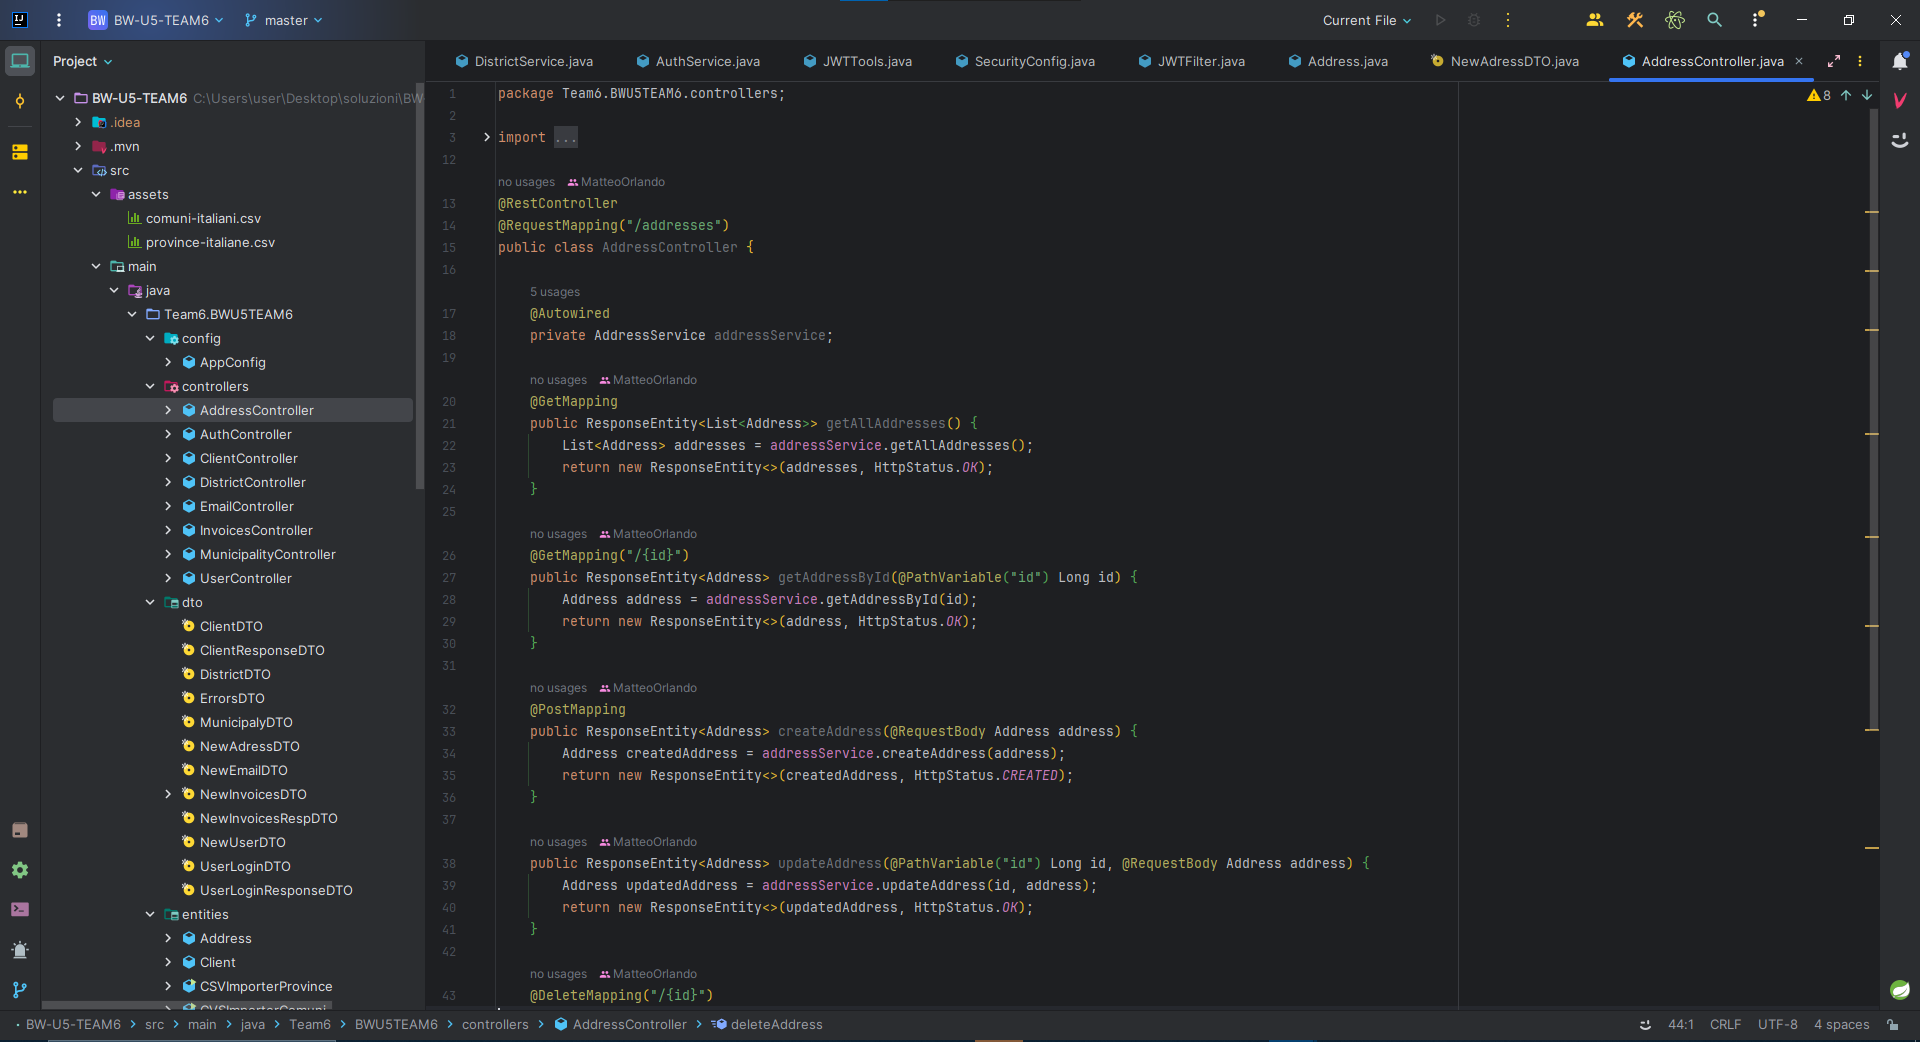 BW BW-U5-TEAM6 master Current File
Project
BW-U5-TEAM6 C:\Users\user\Desktop\soluzioni\BW
.idea
.mvn
src
assets
comuni-italiani.csv
province-italiane.csv
main
java
Team6.BWU5TEAM6
config
AppConfig
controllers
AddressController
AuthController
ClientController
DistrictController
EmailController
InvoicesController
MunicipalityController
UserController
dto
ClientDTO
ClientResponseDTO
DistrictDTO
ErrorsDTO
MunicipalyDTO
NewAdressDTO
NewEmailDTO
NewInvoicesDTO
NewInvoicesRespDTO
NewUserDTO
UserLoginDTO
UserLoginResponseDTO
entities
Address
Client
CSVImporterProvince
CVSImporterComuni
DistrictService.java AuthService.java JWTTools.java SecurityConfig.java JWTFilter.java Address.java NewAdressDTO.java AddressController.java
8
1 package Team6.BWU5TEAM6.controllers;
2
3 import ...
12
no usages MatteoOrlando
13 @RestController
14 @RequestMapping("/addresses")
15 public class AddressController {
16
5 usages
17 @Autowired
18 private AddressService addressService;
19
no usages MatteoOrlando
20 @GetMapping
21 public ResponseEntity<List<Address>> getAllAddresses() {
22 List<Address> addresses = addressService.getAllAddresses();
23 return new ResponseEntity<>(addresses, HttpStatus.OK);
24 }
25
no usages MatteoOrlando
26 @GetMapping("/{id}")
27 public ResponseEntity<Address> getAddressById(@PathVariable("id") Long id) {
28 Address address = addressService.getAddressById(id);
29 return new ResponseEntity<>(address, HttpStatus.OK);
30 }
31
no usages MatteoOrlando
32 @PostMapping
33 public ResponseEntity<Address> createAddress(@RequestBody Address address) {
34 Address createdAddress = addressService.createAddress(address);
35 return new ResponseEntity<>(createdAddress, HttpStatus.CREATED);
36 }
37
no usages MatteoOrlando
38 public ResponseEntity<Address> updateAddress(@PathVariable("id") Long id, @RequestBody Address address) {
39 Address updatedAddress = addressService.updateAddress(id, address);
40 return new ResponseEntity<>(updatedAddress, HttpStatus.OK);
41 }
42
no usages MatteoOrlando
43 @DeleteMapping("/{id}")
BW-U5-TEAM6 > src > main > java > Team6 > BWU5TEAM6 > controllers > AddressController > deleteAddress 44:1 CRLF UTF-8 4 spaces